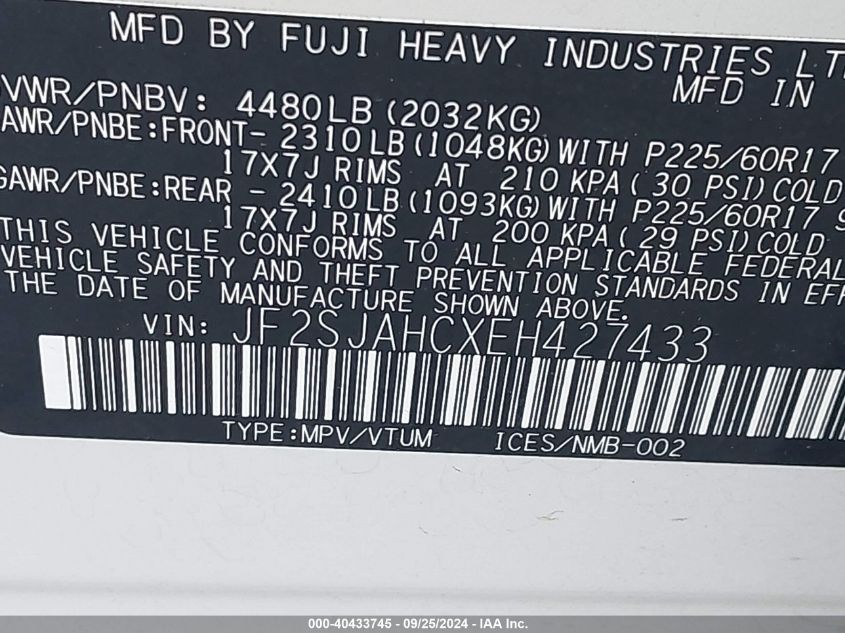 MFD BY FUJI HEAVY INDUSTRIES LT
MFD IN
VWR/PNBV: 4480LB (2032KG)
AWR/PNBE:FRONT- 2310LB(1048KG)WITH P225/60R17
17X7J RIMS AT 210 KPA( 30 PSI)COLD
GAWR/PNBE:REAR - 2410LB(1093KG)WITH P225/60R17 9
17X7J RIMS AT 200 KPA( 29 PSI)COLD
THIS VEHICLE CONFORMS TO ALL APPLICABLE FEDERAL
VEHICLE SAFETY AND THEFT PREVENTION STANDARDS IN EFF
THE DATE OF MANUFACTURE SHOWN ABOVE.
VIN: JF2SJAHCXEH427433
TYPE:MPV/VTUM ICES/NMB-002
000-40433745 - 09/25/2024 - IAA Inc.